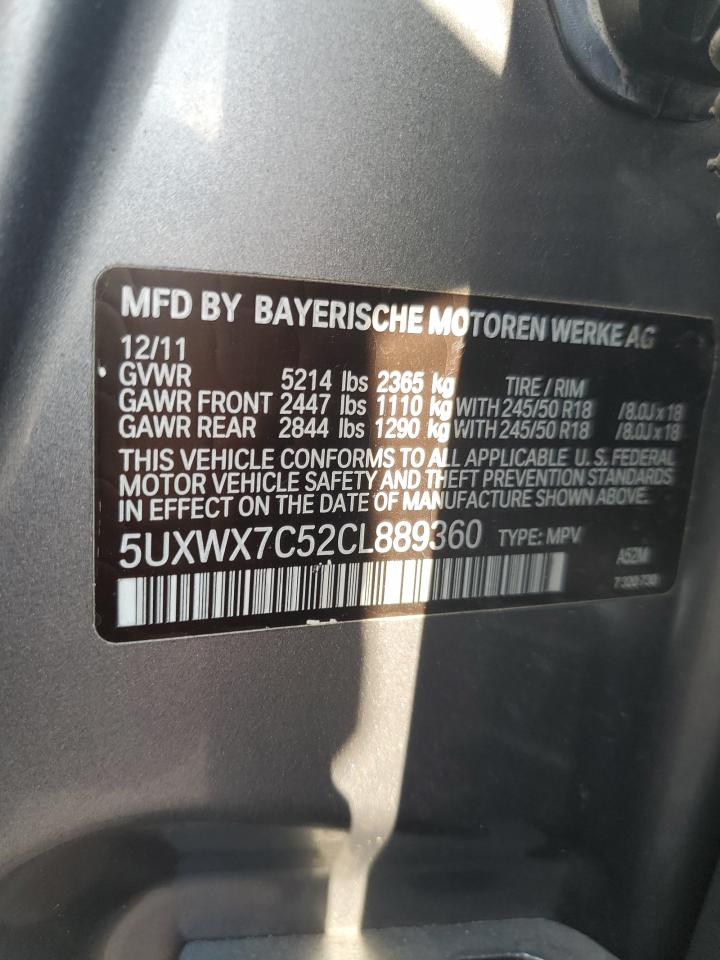 MFD BY BAYERISCHE MOTOREN WERKE AG
12/11
GVWR 5214 lbs 2365 kg TIRE / RIM
GAWR FRONT 2447 lbs 1110 kg WITH 245/50 R18 /8.0J x 18
GAWR REAR 2844 lbs 1290 kg WITH 245/50 R18 /8.0J x 18
THIS VEHICLE CONFORMS TO ALL APPLICABLE U.S. FEDERAL
MOTOR VEHICLE SAFETY AND THEFT PREVENTION STANDARDS
IN EFFECT ON THE DATE OF MANUFACTURE SHOWN ABOVE.
5UXWX7C52CL889360 TYPE: MPV
A52M